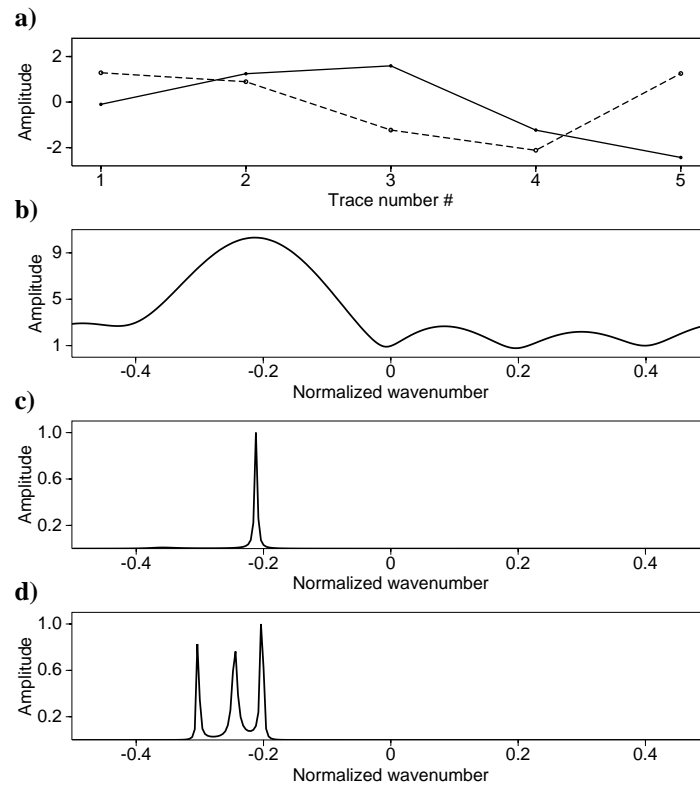 a)
Amplitude
2
0
-2
1 2 3 4 5
Trace number #
b)
Amplitude
9
5
1
-0.4 -0.2 0 0.2 0.4
Normalized wavenumber
c)
Amplitude
1.0
0.6
0.2
-0.4 -0.2 0 0.2 0.4
Normalized wavenumber
d)
Amplitude
1.0
0.6
0.2
-0.4 -0.2 0 0.2 0.4
Normalized wavenumber